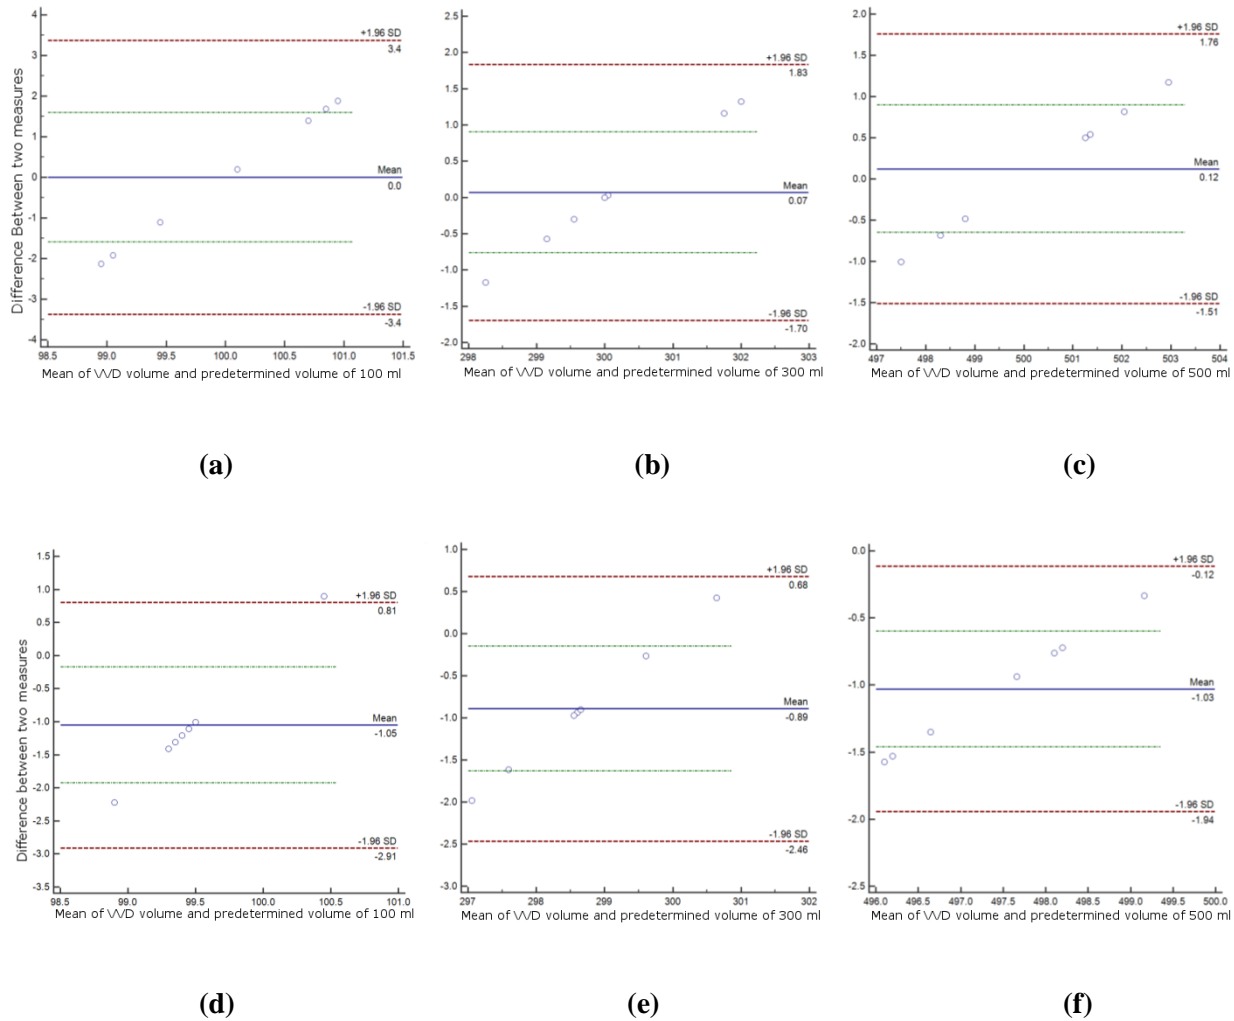 Difference Between two measures
4
3
2
1
0
-1
-2
-3
-4
98.5 99.0 99.5 100.0 100.5 101.0 101.5
+1.96 SD
3.4
Mean
0.0
-1.96 SD
-3.4
Mean of WD volume and predetermined volume of 100 ml
2.5
2.0
1.5
1.0
0.5
0.0
-0.5
-1.0
-1.5
-2.0
298 299 300 301 302 303
+1.96 SD
1.83
Mean
0.07
-1.96 SD
-1.70
Mean of WD volume and predetermined volume of 300 ml
2.0
1.5
1.0
0.5
0.0
-0.5
-1.0
-1.5
-2.0
497 498 499 500 501 502 503 504
+1.96 SD
1.76
Mean
0.12
-1.96 SD
-1.51
Mean of WD volume and predetermined volume of 500 ml
(a) (b) (c)
Difference between two measures
1.5
1.0
0.5
0.0
-0.5
-1.0
-1.5
-2.0
-2.5
-3.0
-3.5
98.5 99.0 99.5 100.0 100.5 101.0
+1.96 SD
0.81
Mean
-1.05
-1.96 SD
-2.91
Mean of WD volume and predetermined volume of 100 ml
1.0
0.5
0.0
-0.5
-1.0
-1.5
-2.0
-2.5
-3.0
297 298 299 300 301 302
+1.96 SD
0.68
Mean
-0.89
-1.96 SD
-2.46
Mean of WD volume and predetermined volume of 300 ml
0.0
-0.5
-1.0
-1.5
-2.0
-2.5
496.0 496.5 497.0 497.5 498.0 498.5 499.0 499.5 500.0
+1.96 SD
-0.12
Mean
-1.03
-1.96 SD
-1.94
Mean of WD volume and predetermined volume of 500 ml
(d) (e) (f)